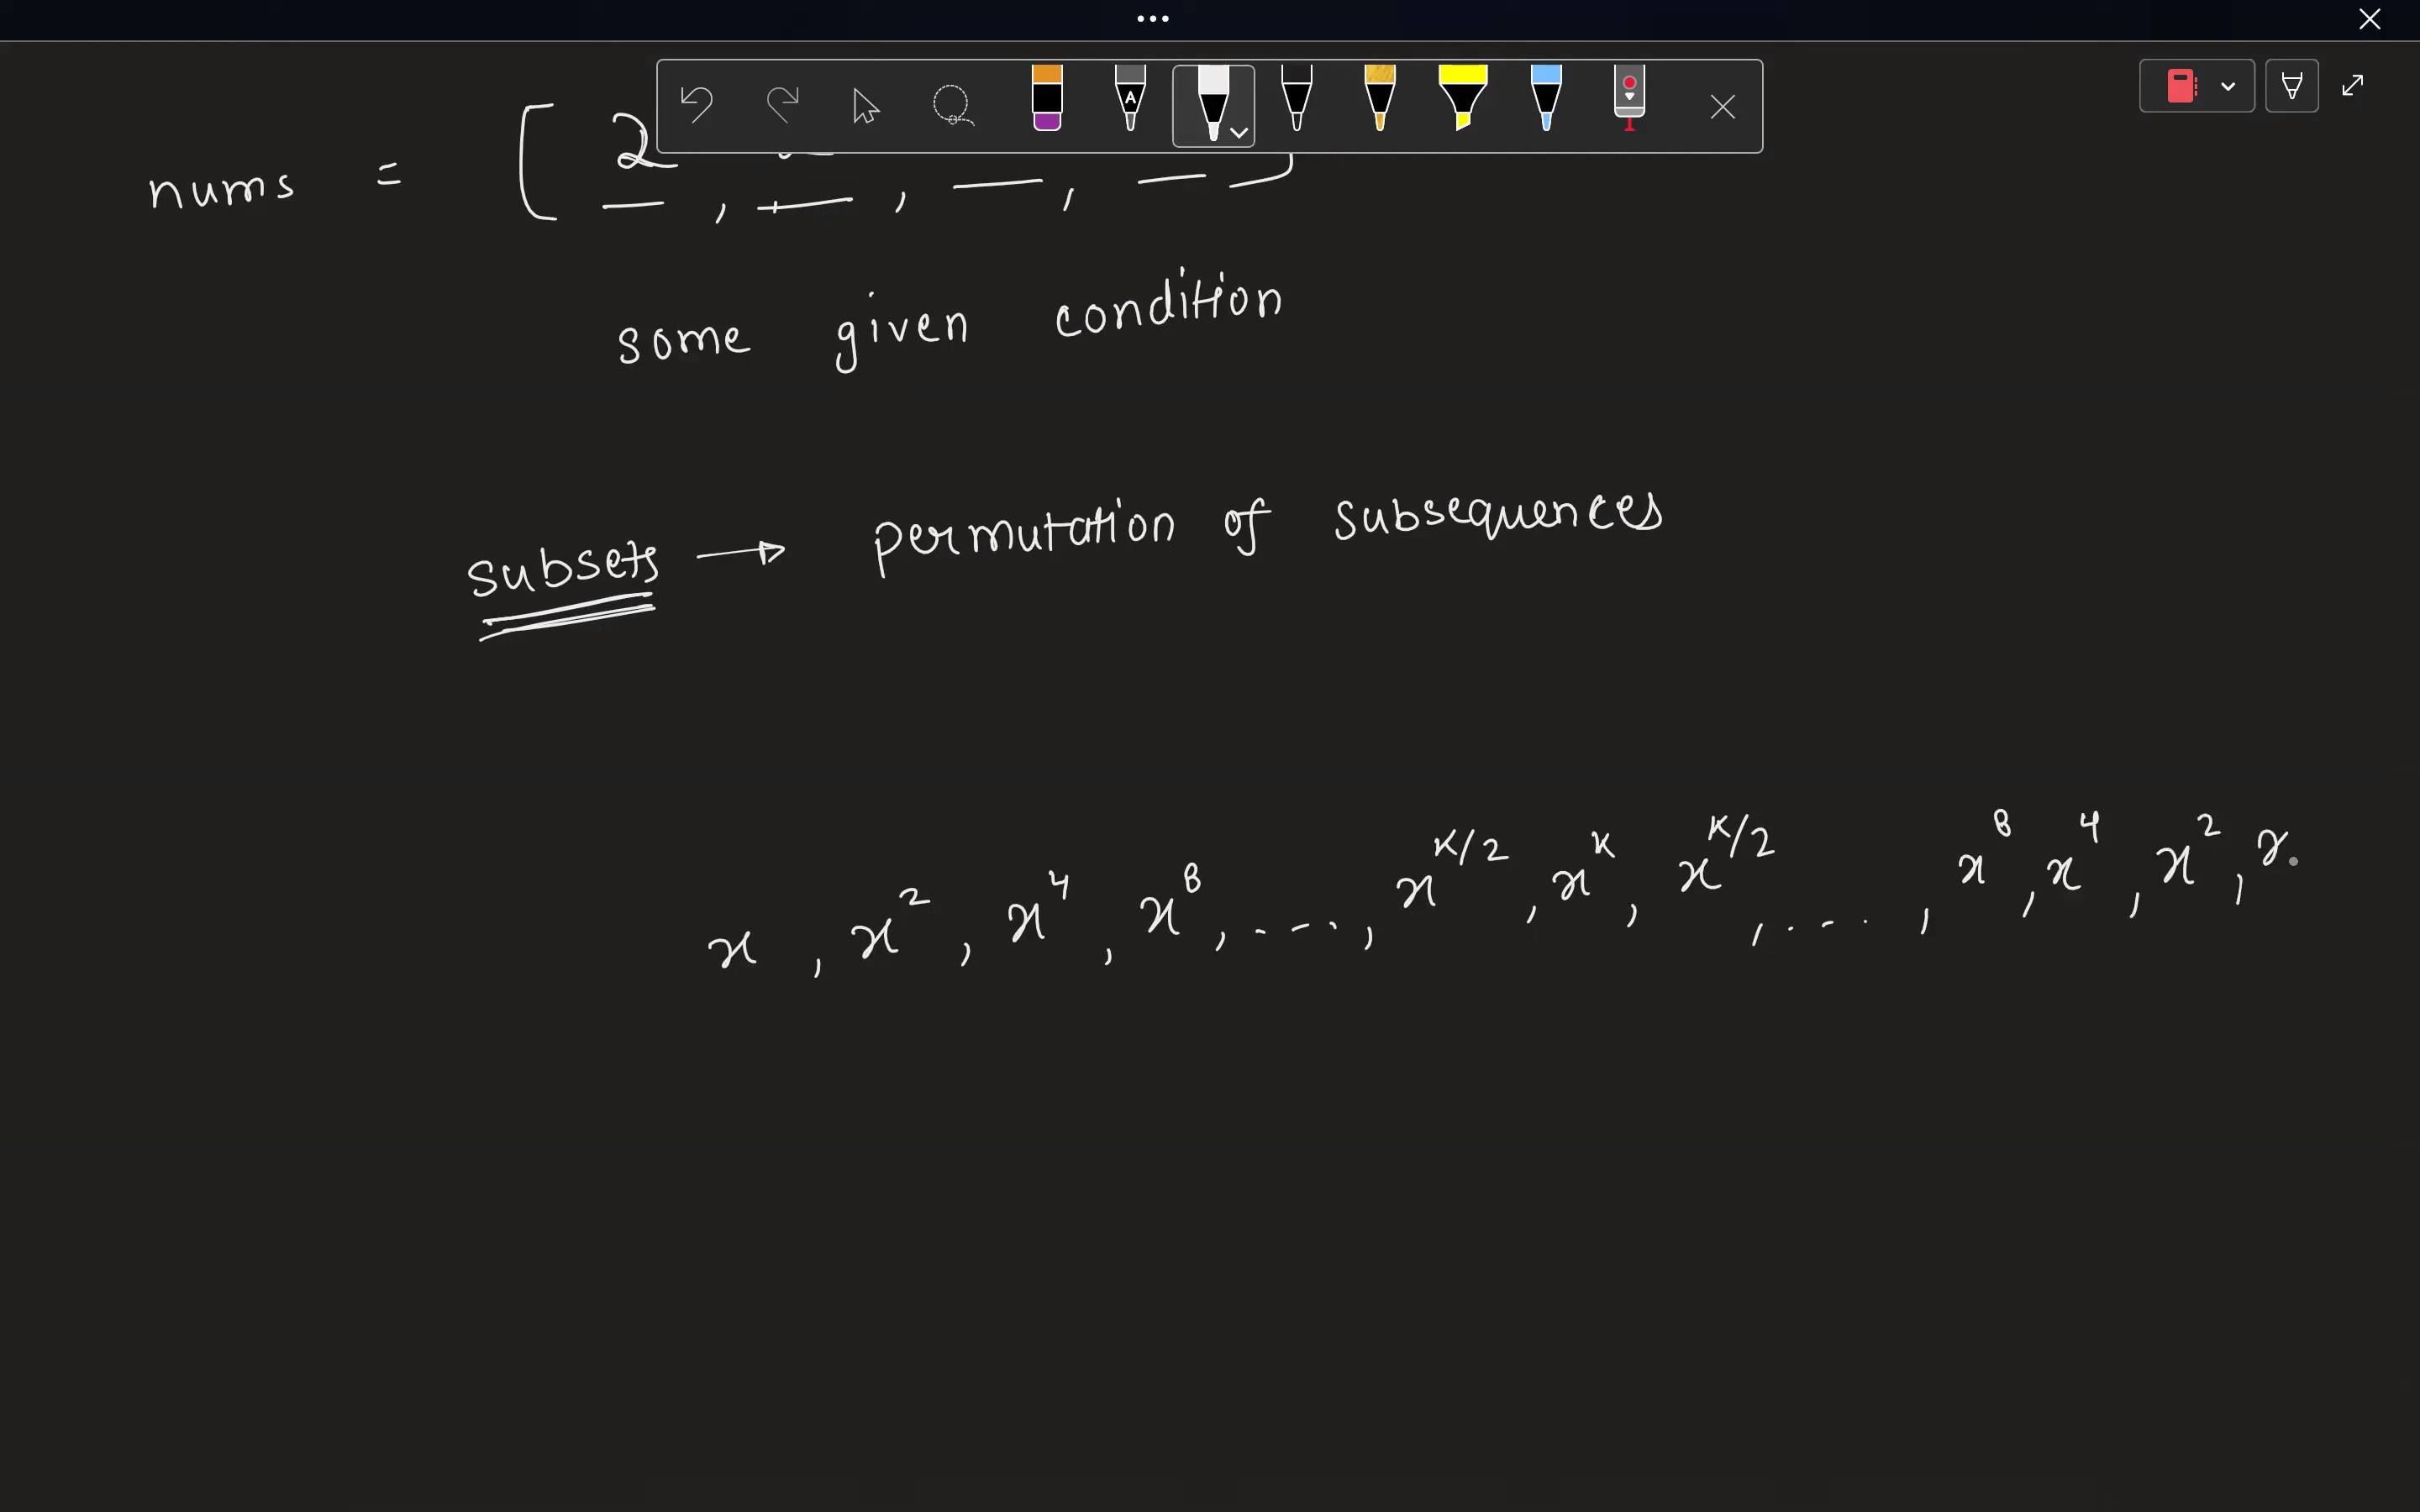 nums = [ 2 , , , ]
some given condition
subsets → permutation of subsequences
x , x² , x⁴ , x⁸ , ---- , x^(k/2) , x^k , x^(k/2) , ---- , x⁸ , x⁴ , x² ,